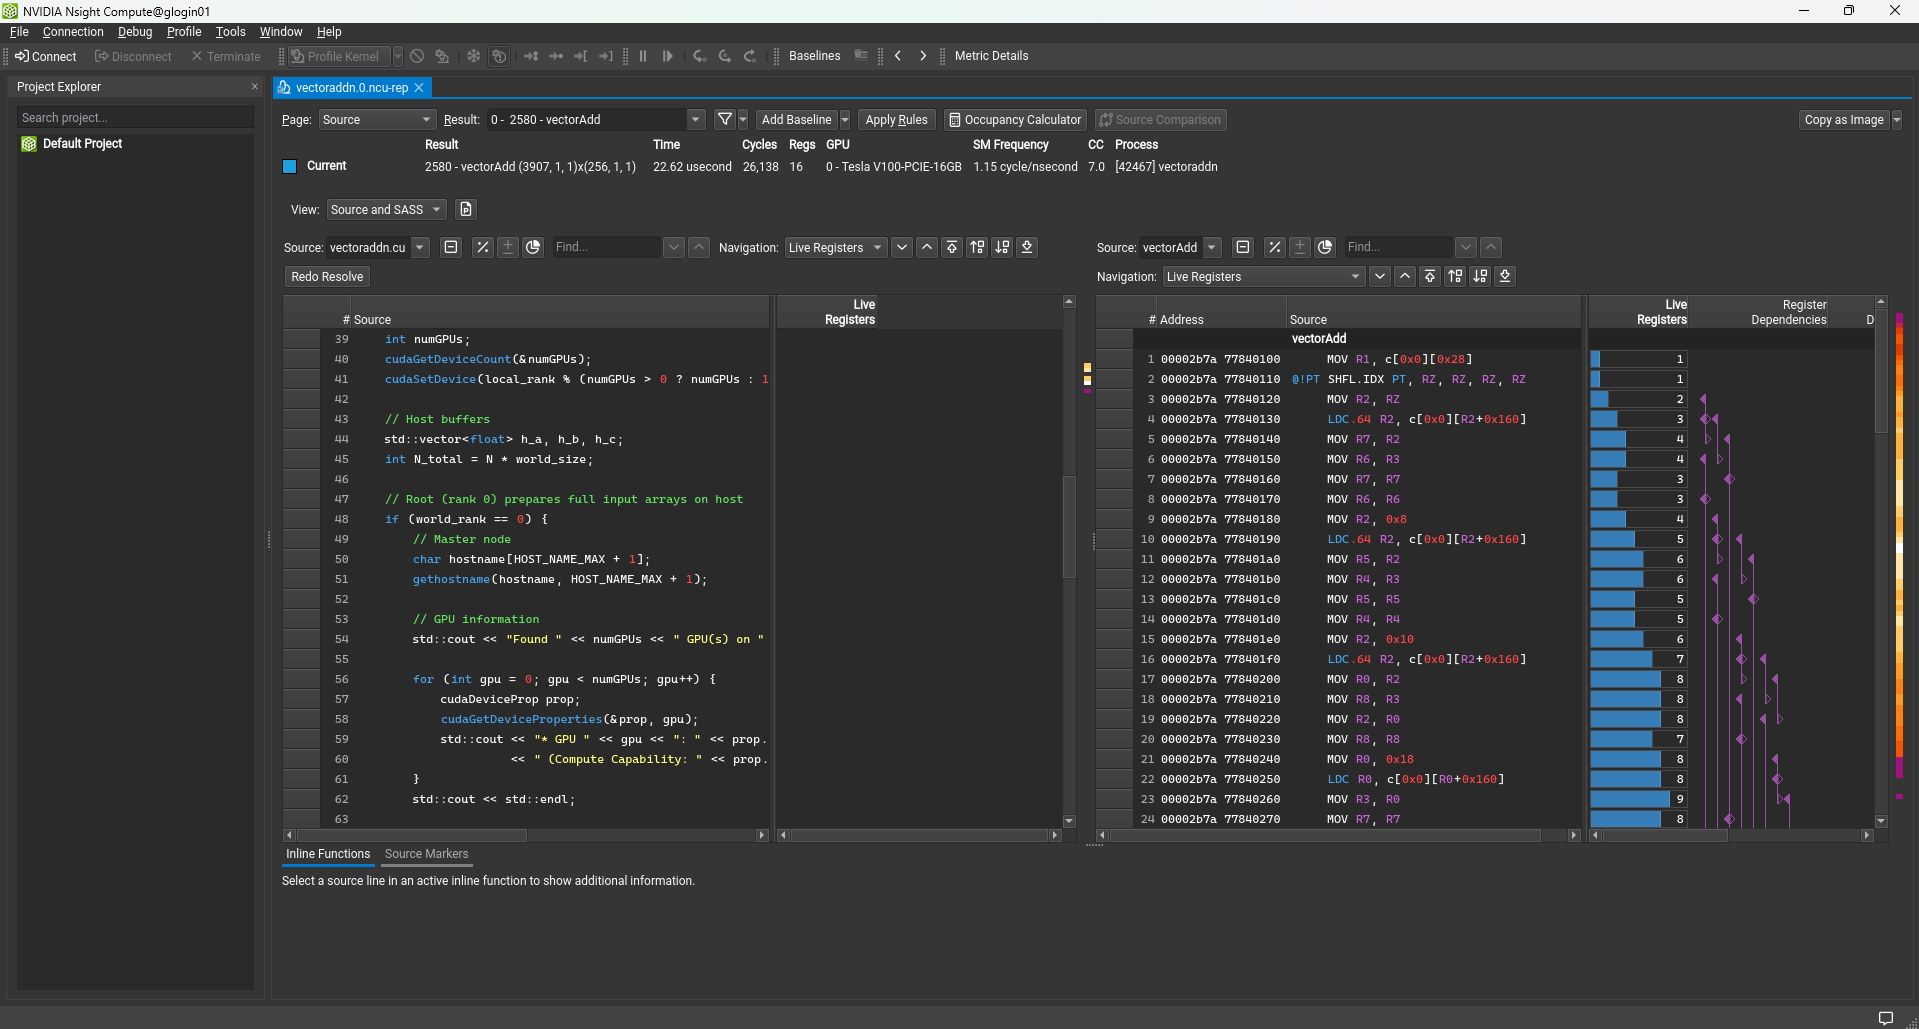 NVIDIA Nsight Compute@glogin01
File Connection Debug Profile Tools Window Help
Connect Disconnect Terminate Profile Kernel Baselines Metric Details
Project Explorer
Search project...
Default Project
vectoraddn.0.ncu-rep
Page: Source Result: 0 - 2580 - vectorAdd Add Baseline Apply Rules Occupancy Calculator Source Comparison Copy as Image
Result Time Cycles Regs GPU SM Frequency CC Process
Current 2580 - vectorAdd (3907, 1, 1)x(256, 1, 1) 22.62 usecond 26,138 16 0 - Tesla V100-PCIE-16GB 1.15 cycle/nsecond 7.0 [42467] vectoraddn
View: Source and SASS
Source: vectoraddn.cu Find... Navigation: Live Registers
Redo Resolve
# Source Live Registers
39 int numGPUs;
40 cudaGetDeviceCount(&numGPUs);
41 cudaSetDevice(local_rank % (numGPUs > 0 ? numGPUs : 1
42
43 // Host buffers
44 std::vector<float> h_a, h_b, h_c;
45 int N_total = N * world_size;
46
47 // Root (rank 0) prepares full input arrays on host
48 if (world_rank == 0) {
49 // Master node
50 char hostname[HOST_NAME_MAX + 1];
51 gethostname(hostname, HOST_NAME_MAX + 1);
52
53 // GPU information
54 std::cout << "Found " << numGPUs << " GPU(s) on "
55
56 for (int gpu = 0; gpu < numGPUs; gpu++) {
57 cudaDeviceProp prop;
58 cudaGetDeviceProperties(&prop, gpu);
59 std::cout << "* GPU " << gpu << ": " << prop.
60 << " (Compute Capability: " << prop.
61 }
62 std::cout << std::endl;
63
Source: vectorAdd Find...
Navigation: Live Registers
# Address Source Live Registers Register Dependencies D
vectorAdd
1 00002b7a 77840100 MOV R1, c[0x0][0x28] 1
2 00002b7a 77840110 @!PT SHFL.IDX PT, RZ, RZ, RZ, RZ 1
3 00002b7a 77840120 MOV R2, RZ 2
4 00002b7a 77840130 LDC.64 R2, c[0x0][R2+0x160] 3
5 00002b7a 77840140 MOV R7, R2 4
6 00002b7a 77840150 MOV R6, R3 4
7 00002b7a 77840160 MOV R7, R7 3
8 00002b7a 77840170 MOV R6, R6 3
9 00002b7a 77840180 MOV R2, 0x8 4
10 00002b7a 77840190 LDC.64 R2, c[0x0][R2+0x160] 5
11 00002b7a 778401a0 MOV R5, R2 6
12 00002b7a 778401b0 MOV R4, R3 6
13 00002b7a 778401c0 MOV R5, R5 5
14 00002b7a 778401d0 MOV R4, R4 5
15 00002b7a 778401e0 MOV R2, 0x10 6
16 00002b7a 778401f0 LDC.64 R2, c[0x0][R2+0x160] 7
17 00002b7a 77840200 MOV R0, R2 8
18 00002b7a 77840210 MOV R8, R3 8
19 00002b7a 77840220 MOV R2, R0 8
20 00002b7a 77840230 MOV R8, R8 7
21 00002b7a 77840240 MOV R0, 0x18 8
22 00002b7a 77840250 LDC R0, c[0x0][R0+0x160] 8
23 00002b7a 77840260 MOV R3, R0 9
24 00002b7a 77840270 MOV R7, R7 8
Inline Functions Source Markers
Select a source line in an active inline function to show additional information.